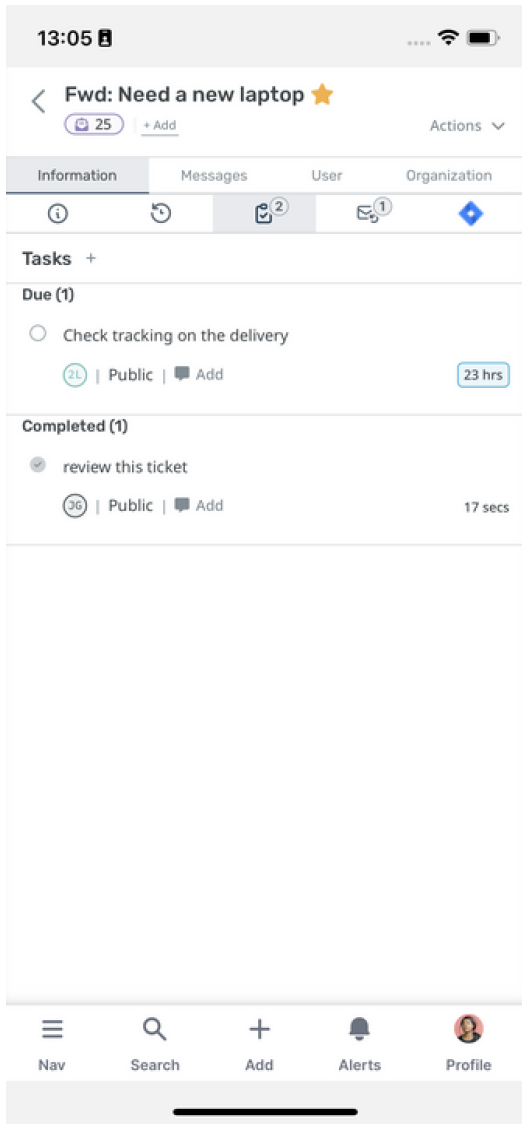 13:05
Fwd: Need a new laptop
25 + Add Actions
Information Messages User Organization
2 1
Tasks +
Due (1)
Check tracking on the delivery
2L | Public | Add 23 hrs
Completed (1)
review this ticket
JG | Public | Add 17 secs
Nav Search Add Alerts Profile